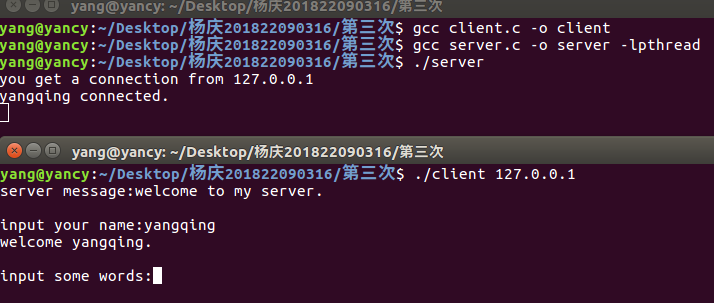 yang@yancy: ~/Desktop/杨庆201822090316/第三次
yang@yancy:~/Desktop/杨庆201822090316/第三次$ gcc client.c -o client
yang@yancy:~/Desktop/杨庆201822090316/第三次$ gcc server.c -o server -lpthread
yang@yancy:~/Desktop/杨庆201822090316/第三次$ ./server
you get a connection from 127.0.0.1
yangqing connected.
yang@yancy: ~/Desktop/杨庆201822090316/第三次
yang@yancy:~/Desktop/杨庆201822090316/第三次$ ./client 127.0.0.1
server message:welcome to my server.
input your name:yangqing
welcome yangqing.
input some words: